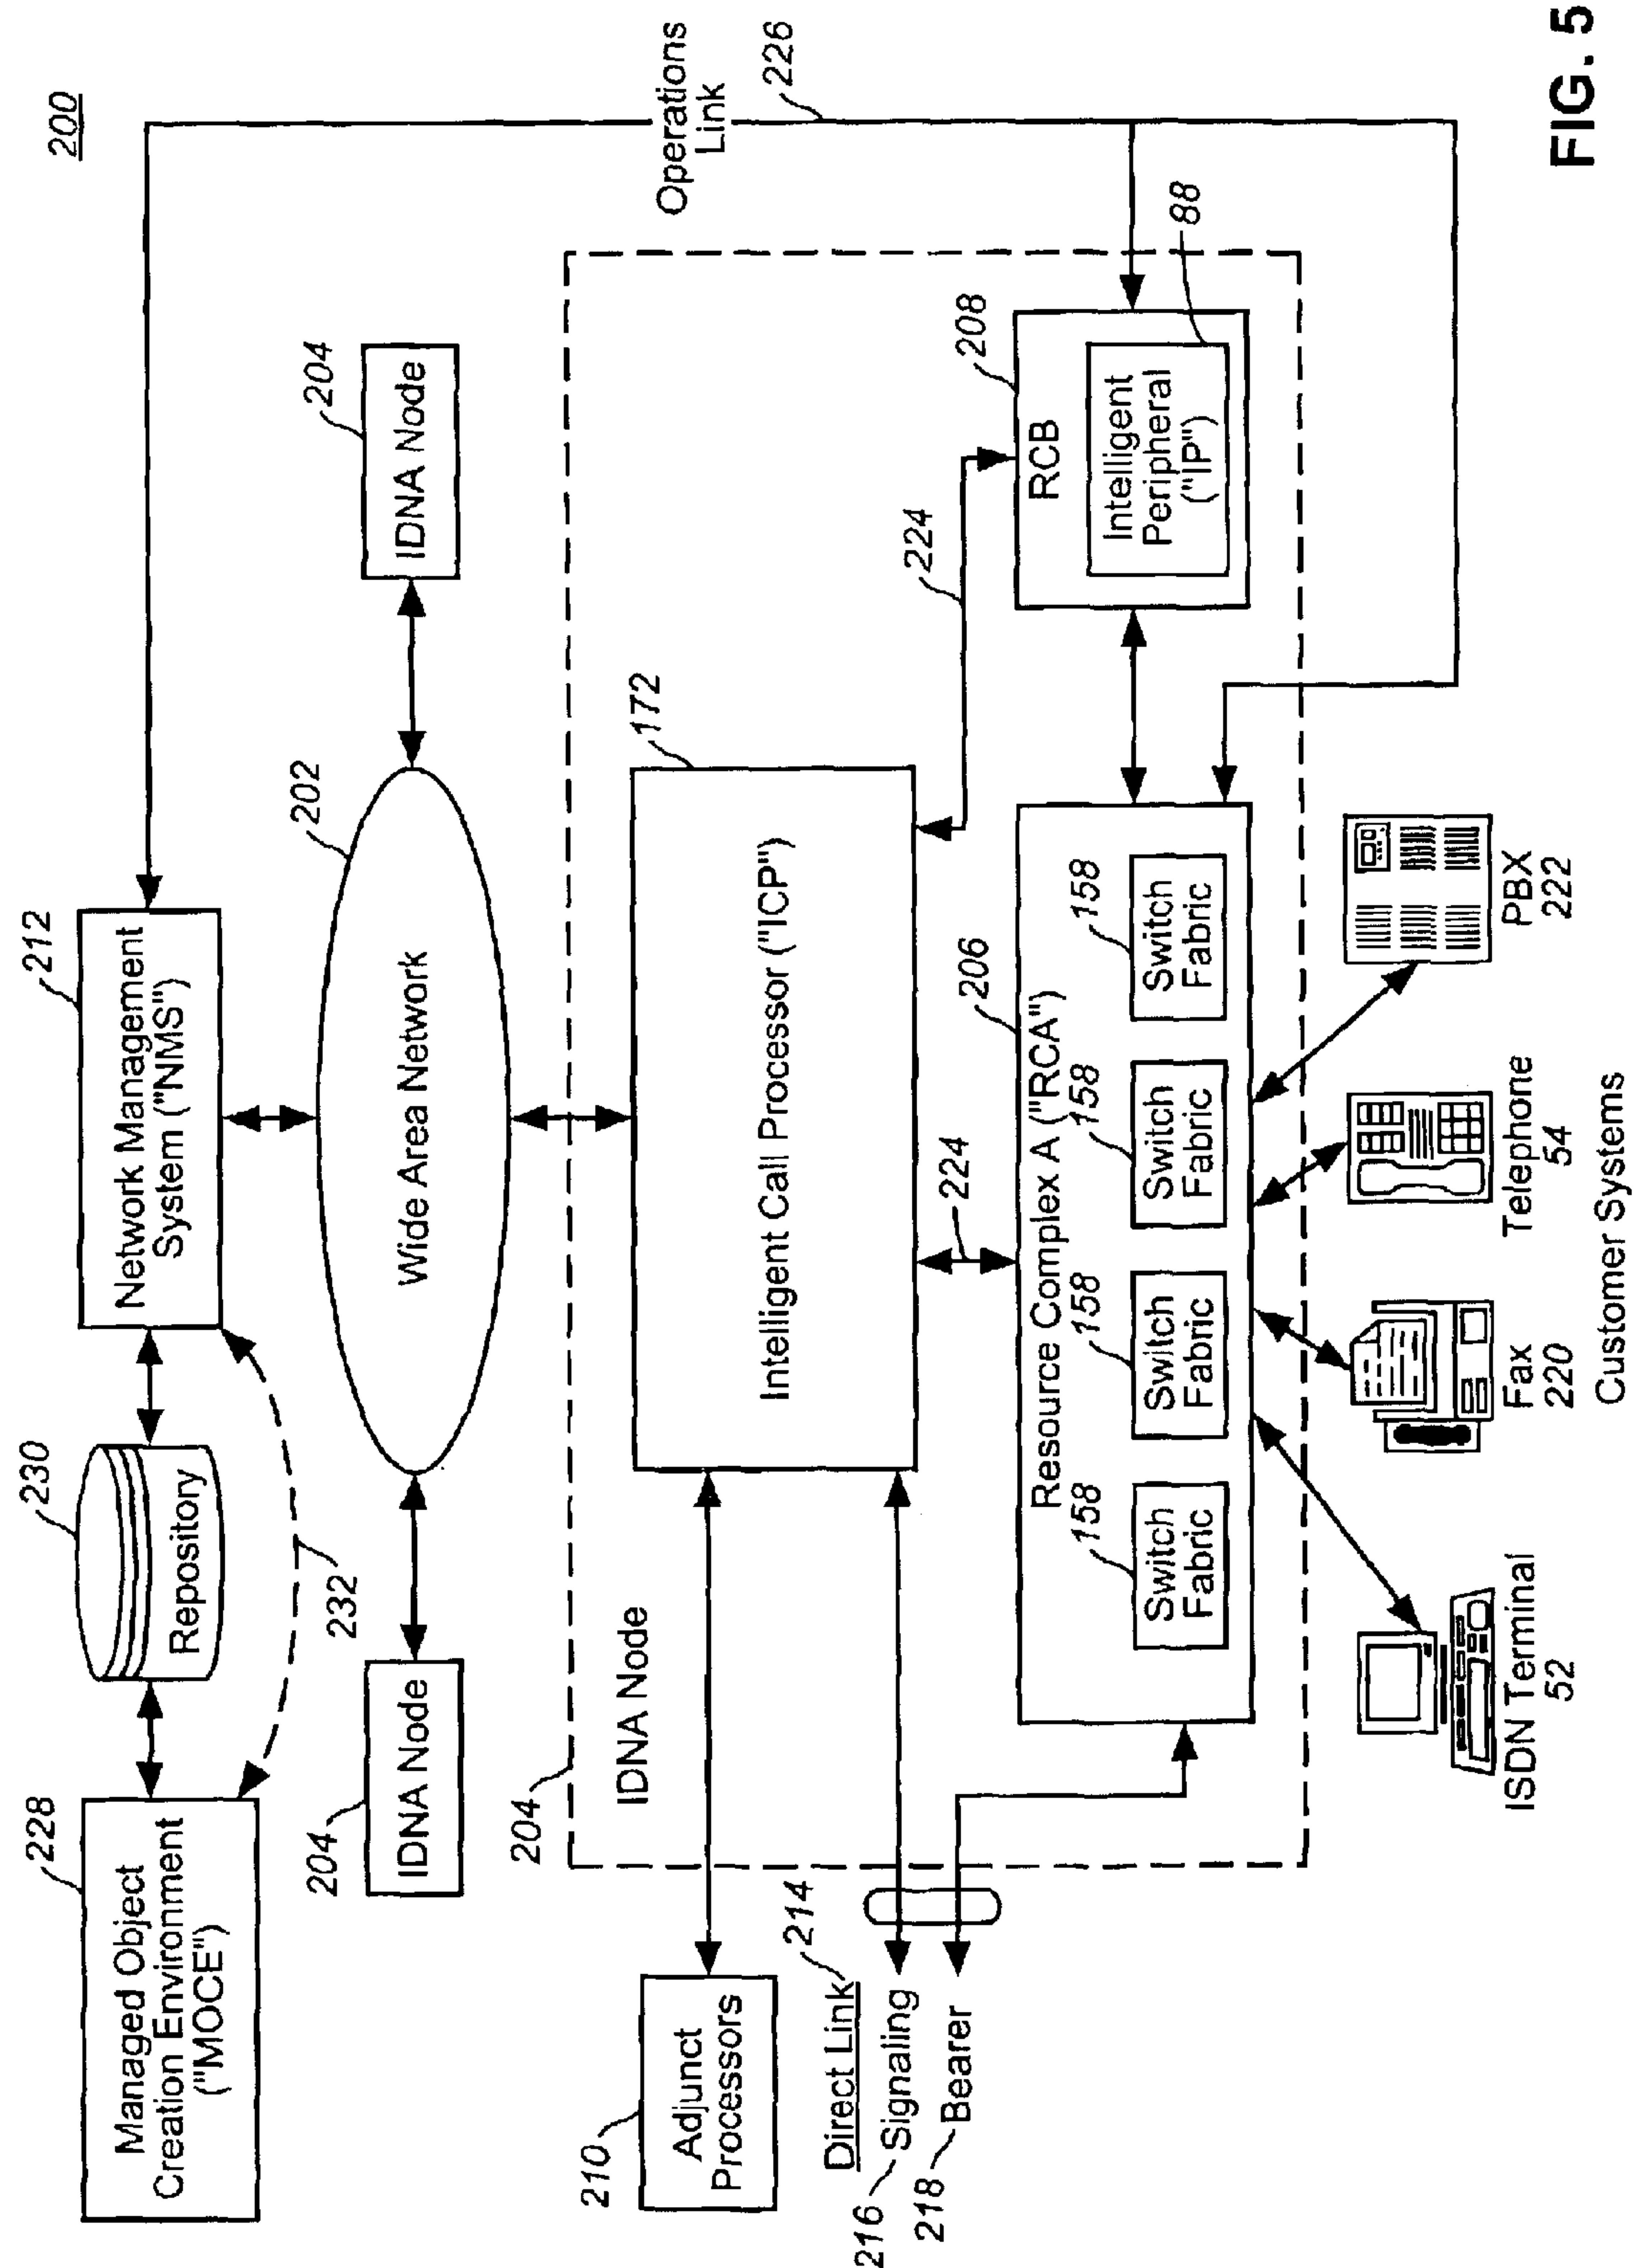 200
228
Managed Object
Creation Environment
("MOCE")
230
Repository
212
Network Management
System ("NMS")
232
Operations
Link
226
204
IDNA Node
202
Wide Area Network
204
IDNA Node
204
IDNA Node
172
Intelligent Call Processor ("ICP")
210
Adjunct
Processors
Direct Link
214
216
Signaling
218
Bearer
224
224
206
Resource Complex A ("RCA")
158
Switch
Fabric
158
Switch
Fabric
158
Switch
Fabric
158
Switch
Fabric
208
RCB
Intelligent
Peripheral
("IP")
88
ISDN Terminal
52
Fax
220
Telephone
54
PBX
222
Customer Systems
FIG. 5